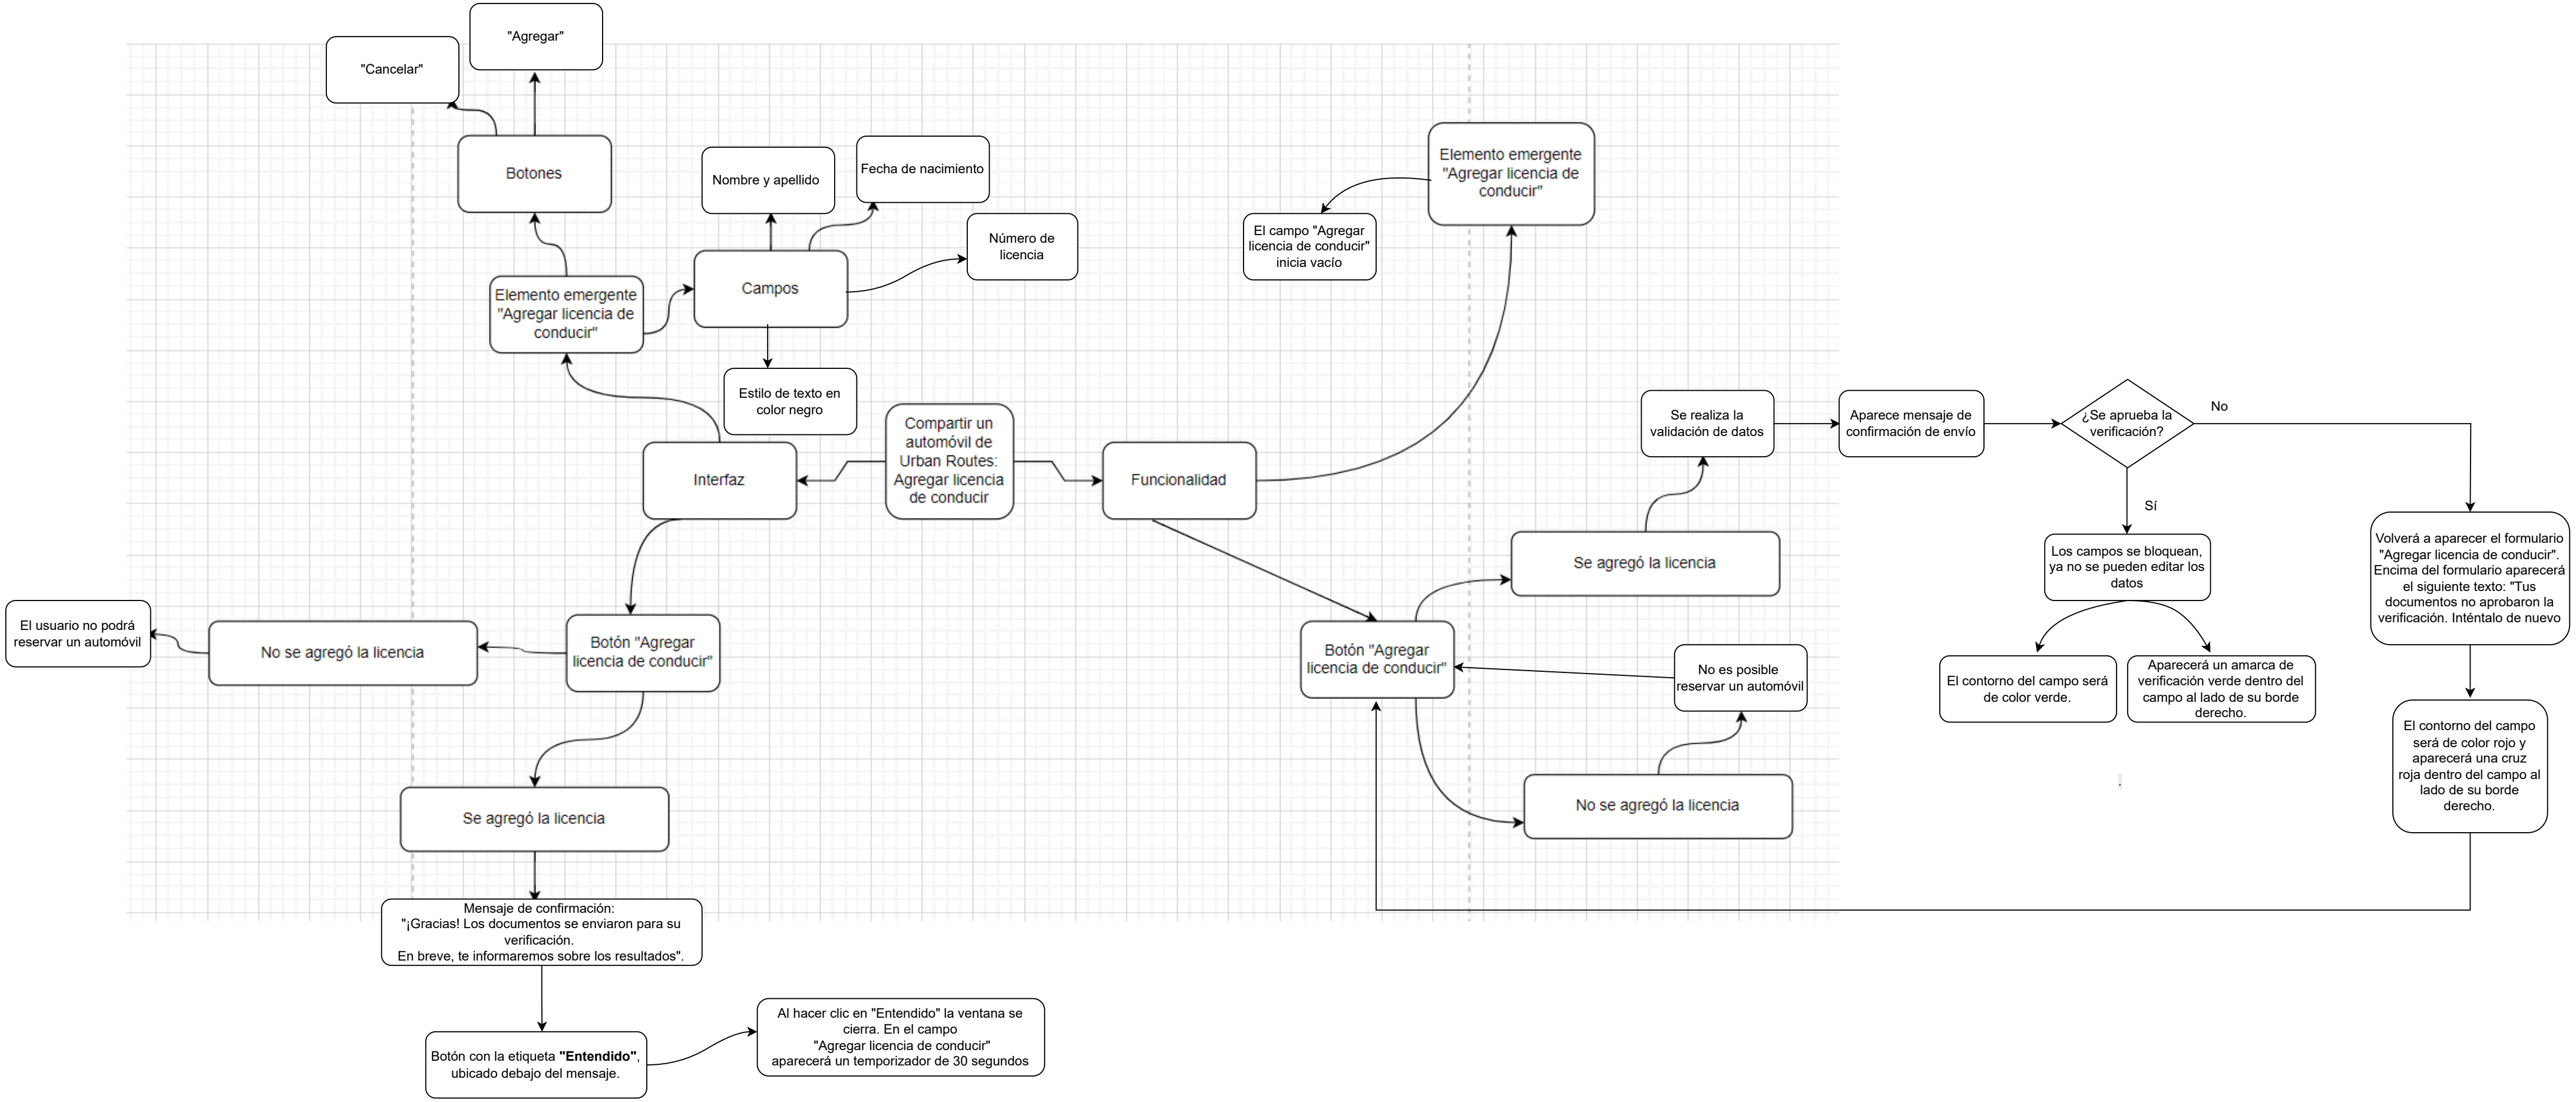 "Agregar"
"Cancelar"
Botones
Nombre y apellido
Fecha de nacimiento
Número de
licencia
Campos
Elemento emergente
"Agregar licencia de
conducir"
Estilo de texto en
color negro
Compartir un
automóvil de
Urban Routes:
Agregar licencia
de conducir
Interfaz
Funcionalidad
Elemento emergente
"Agregar licencia de
conducir"
El campo "Agregar
licencia de conducir"
inicia vacío
Se realiza la
validación de datos
Aparece mensaje de
confirmación de envío
¿Se aprueba la
verificación?
No
Sí
Los campos se bloquean,
ya no se pueden editar los
datos
El contorno del campo será
de color verde.
Aparecerá un amarca de
verificación verde dentro del
campo al lado de su borde
derecho.
Volverá a aparecer el formulario
"Agregar licencia de conducir".
Encima del formulario aparecerá
el siguiente texto: "Tus
documentos no aprobaron la
verificación. Inténtalo de nuevo
El contorno del campo
será de color rojo y
aparecerá una cruz
roja dentro del campo al
lado de su borde
derecho.
.
Se agregó la licencia
Botón "Agregar
licencia de conducir"
No es posible
reservar un automóvil
No se agregó la licencia
El usuario no podrá
reservar un automóvil
No se agregó la licencia
Botón "Agregar
licencia de conducir"
Se agregó la licencia
Mensaje de confirmación:
"¡Gracias! Los documentos se enviaron para su
verificación.
En breve, te informaremos sobre los resultados".
Botón con la etiqueta "Entendido",
ubicado debajo del mensaje.
Al hacer clic en "Entendido" la ventana se
cierra. En el campo
"Agregar licencia de conducir"
aparecerá un temporizador de 30 segundos